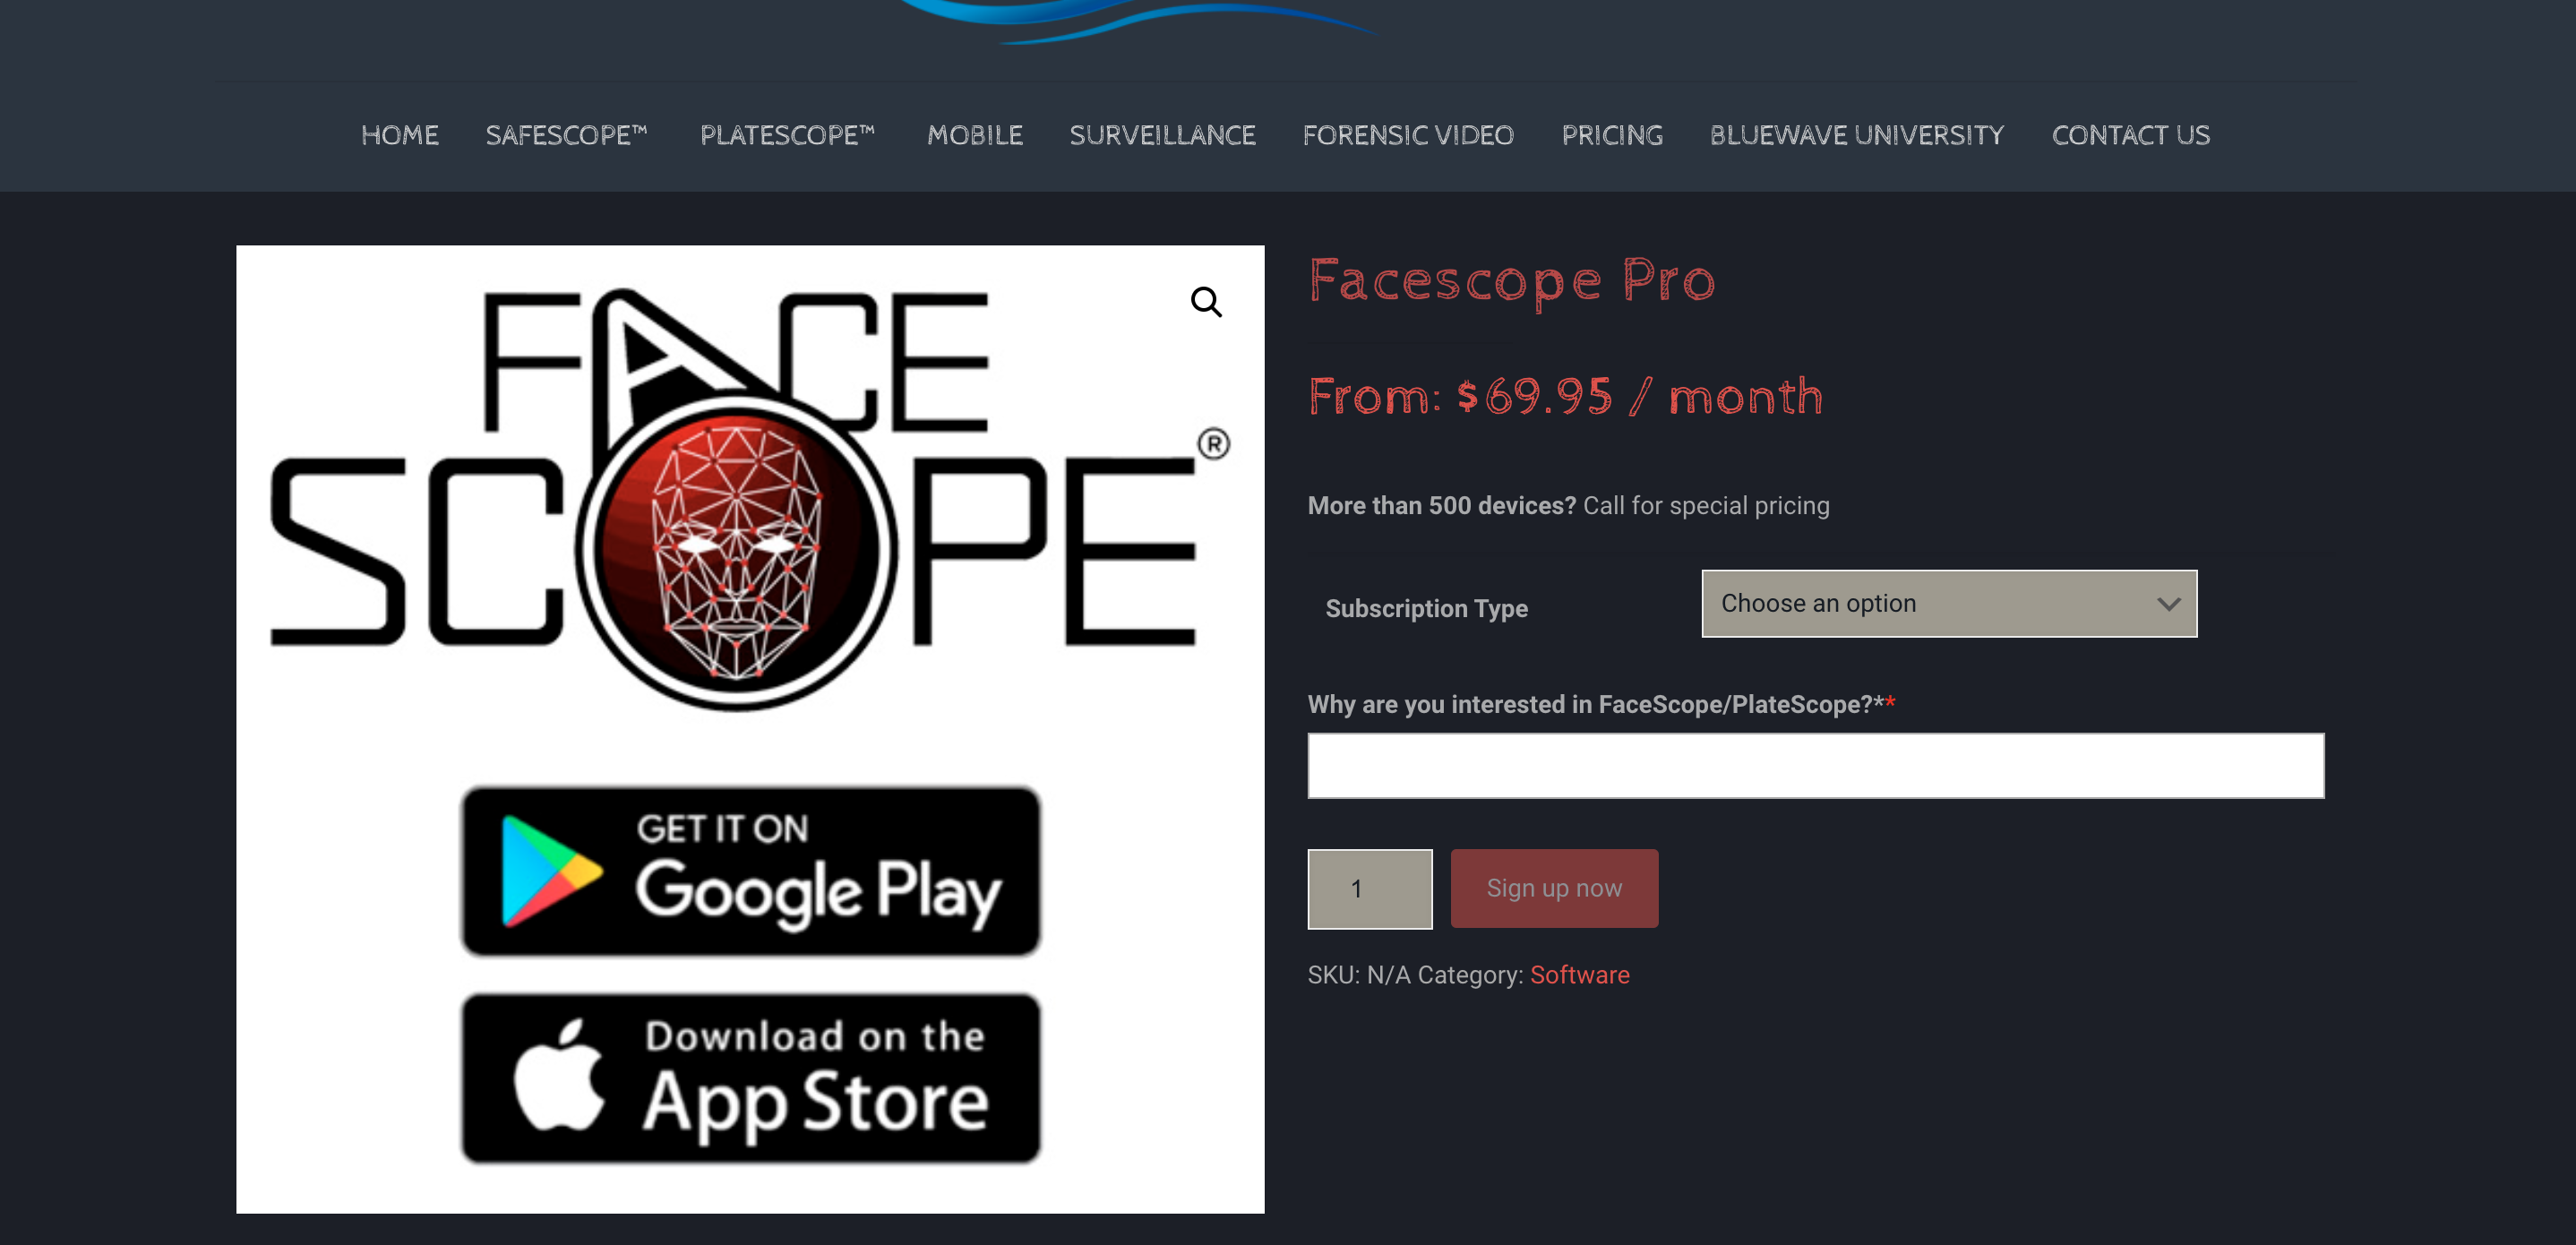 HOME SAFESCOPE™ PLATESCOPE™ MOBILE SURVEILLANCE FORENSIC VIDEO PRICING BLUEWAVE UNIVERSITY CONTACT US
FACE
SCOPE®
GET IT ON
Google Play
Download on the
App Store
Facescope Pro
From: $69.95 / month
More than 500 devices? Call for special pricing
Subscription Type Choose an option
Why are you interested in FaceScope/PlateScope?**
1 Sign up now
SKU: N/A Category: Software